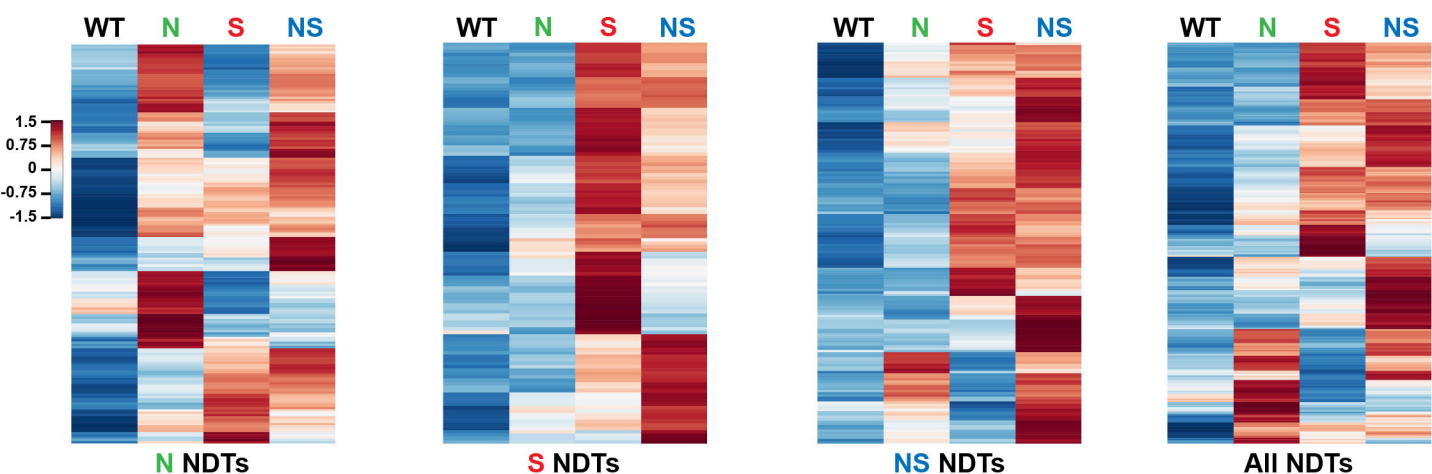 WT N S NS
WT N S NS
WT N S NS
WT N S NS
1.5
0.75
0
-0.75
-1.5
N NDTs
S NDTs
NS NDTs
All NDTs